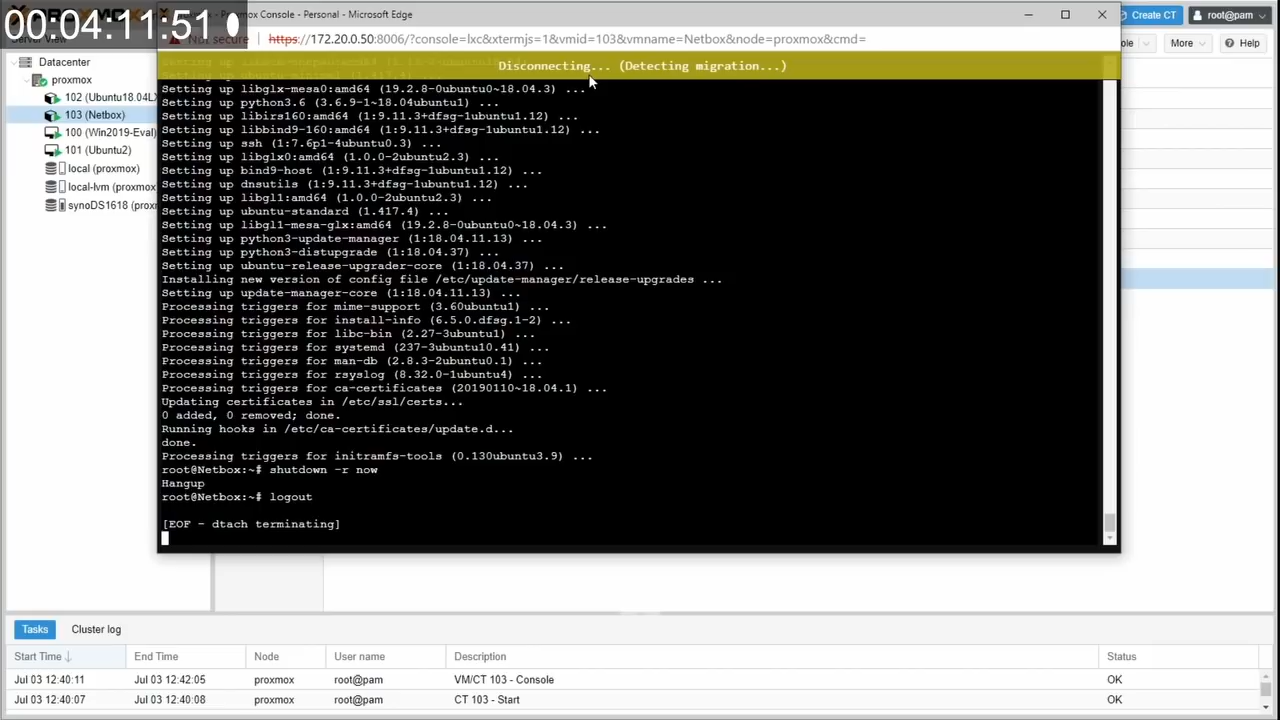 00:04:11:51
Proxmox Console - Personal - Microsoft Edge
Create CT
root@pam
Not secure
https://172.20.0.50:8006/?console=lxc&xtermjs=1&vmid=103&vmname=Netbox&node=proxmox&cmd=
More
Help
Datacenter
proxmox
102 (Ubuntu18.04L
103 (Netbox)
100 (Win2019-Eval)
101 (Ubuntu2)
local (proxmox)
local-lvm (proxmox)
synoDS1618 (prox
Disconnecting... (Detecting migration...)
Setting up libglx-mesa0:amd64 (19.2.8-0ubuntu0~18.04.3) ...
Setting up python3.6 (3.6.9-1~18.04ubuntu1) ...
Setting up libirs160:amd64 (1:9.11.3+dfsg-1ubuntu1.12) ...
Setting up libbind9-160:amd64 (1:9.11.3+dfsg-1ubuntu1.12) ...
Setting up ssh (1:7.6p1-4ubuntu0.3) ...
Setting up libglx0:amd64 (1.0.0-2ubuntu2.3) ...
Setting up bind9-host (1:9.11.3+dfsg-1ubuntu1.12) ...
Setting up dnsutils (1:9.11.3+dfsg-1ubuntu1.12) ...
Setting up libgl1:amd64 (1.0.0-2ubuntu2.3) ...
Setting up ubuntu-standard (1.417.4) ...
Setting up libgl1-mesa-glx:amd64 (19.2.8-0ubuntu0~18.04.3) ...
Setting up python3-update-manager (1:18.04.11.13) ...
Setting up python3-distupgrade (1:18.04.37) ...
Setting up ubuntu-release-upgrader-core (1:18.04.37) ...
Installing new version of config file /etc/update-manager/release-upgrades ...
Setting up update-manager-core (1:18.04.11.13) ...
Processing triggers for mime-support (3.60ubuntu1) ...
Processing triggers for install-info (6.5.0.dfsg.1-2) ...
Processing triggers for libc-bin (2.27-3ubuntu1) ...
Processing triggers for systemd (237-3ubuntu10.41) ...
Processing triggers for man-db (2.8.3-2ubuntu0.1) ...
Processing triggers for rsyslog (8.32.0-1ubuntu4) ...
Processing triggers for ca-certificates (20190110~18.04.1) ...
Updating certificates in /etc/ssl/certs...
0 added, 0 removed; done.
Running hooks in /etc/ca-certificates/update.d...
done.
Processing triggers for initramfs-tools (0.130ubuntu3.9) ...
root@Netbox:~# shutdown -r now
Hangup
root@Netbox:~# logout
[EOF - dtach terminating]
Tasks
Cluster log
Start Time
End Time
Node
User name
Description
Status
Jul 03 12:40:11 Jul 03 12:42:05 proxmox root@pam VM/CT 103 - Console OK
Jul 03 12:40:07 Jul 03 12:40:08 proxmox root@pam CT 103 - Start OK